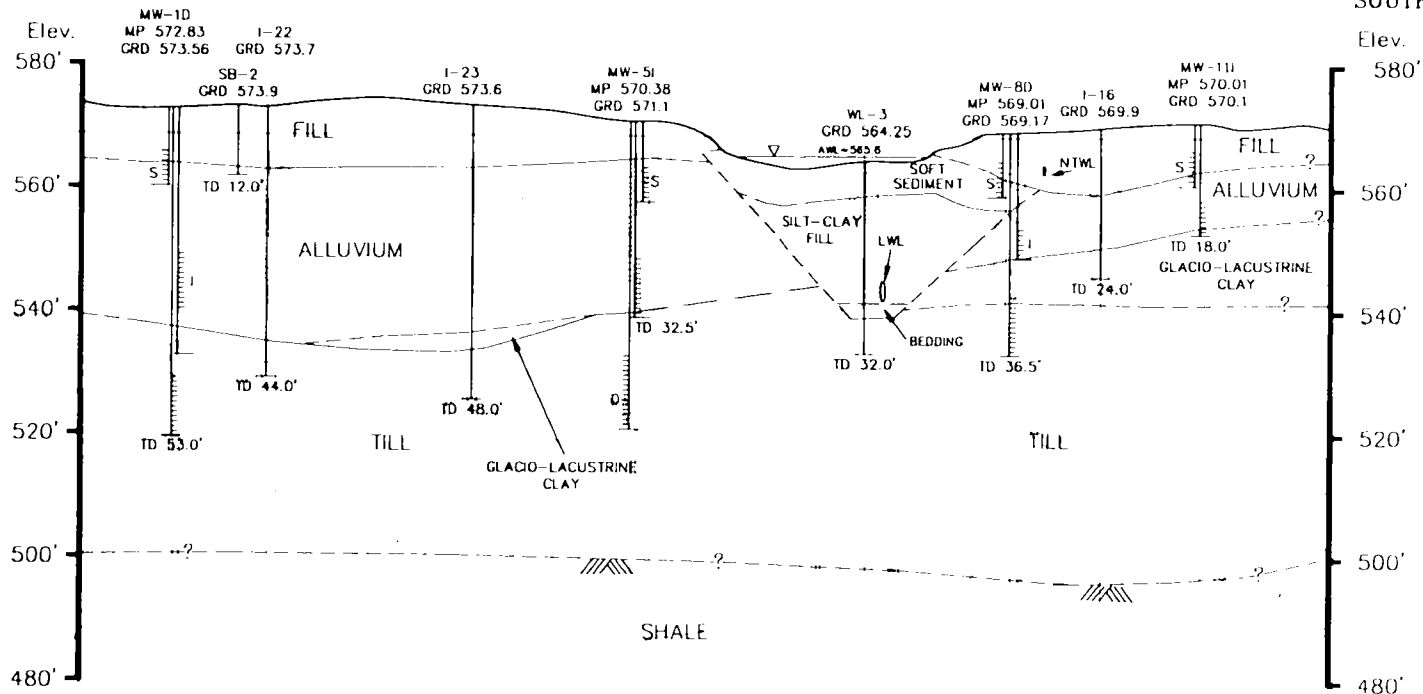 SOUTH
Elev.
580'
560'
540'
520'
500'
480'
MW-1D
MP 572.83
GRD 573.56
I-22
GRD 573.7
SB-2
GRD 573.9
I-23
GRD 573.6
MW-5I
MP 570.38
GRD 571.1
WL-3
GRD 564.25
AWL=565.6
MW-8D
MP 569.01
GRD 569.17
I-16
GRD 569.9
MW-11I
MP 570.01
GRD 570.1
Elev.
580'
560'
540'
520'
500'
480'
FILL
S
TD 12.0'
S
SOFT
SEDIMENT
S
NTWL
S
FILL
?
ALLUVIUM
ALLUVIUM
I
SILT-CLAY
FILL
LWL
I
TD 18.0'
?
GLACIO-LACUSTRINE
CLAY
TD 24.0'
?
TD 32.5'
BEDDING
TD 32.0'
TD 36.5'
TD 44.0'
TD 48.0'
D
TD 53.0'
TILL
TILL
GLACIO-LACUSTRINE
CLAY
?
?
?
SHALE